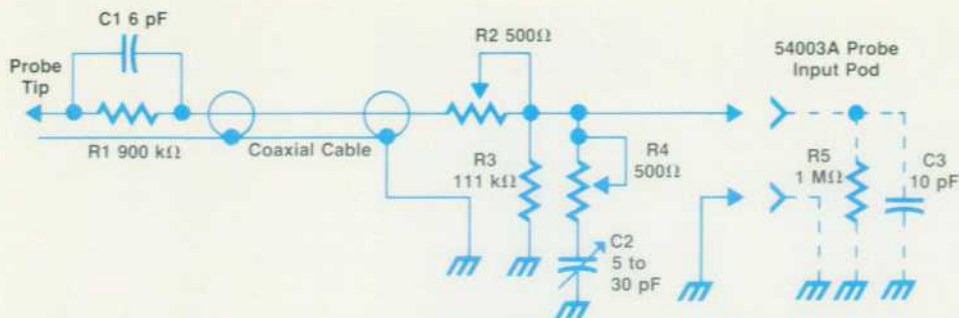 C1 6 pF
Probe
Tip
R1 900 kΩ
Coaxial Cable
R2 500Ω
R3
111 kΩ
R4
500Ω
C2
5 to
30 pF
54003A Probe
Input Pod
R5
1 MΩ
C3
10 pF